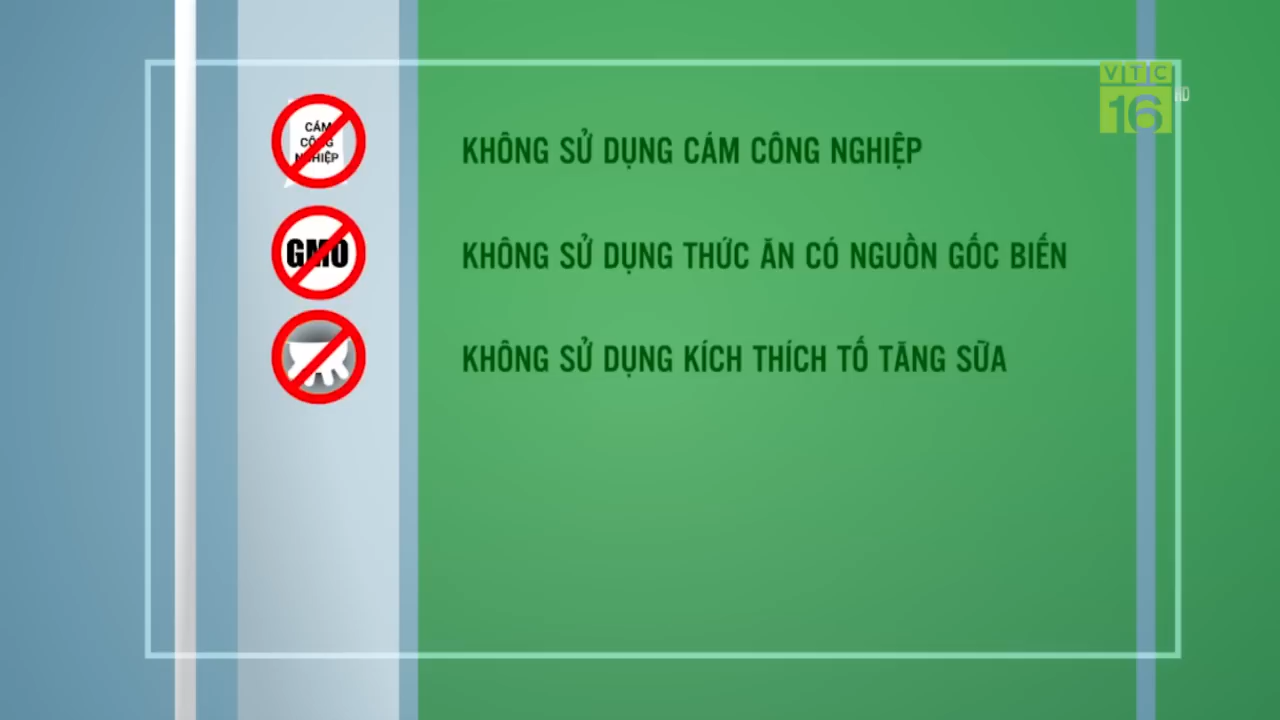 VTC
16
HD
CÁM
CÔNG
NGHIỆP
KHÔNG SỬ DỤNG CÁM CÔNG NGHIỆP
GMO
KHÔNG SỬ DỤNG THỨC ĂN CÓ NGUỒN GỐC BIẾN
KHÔNG SỬ DỤNG KÍCH THÍCH TỐ TĂNG SỮA